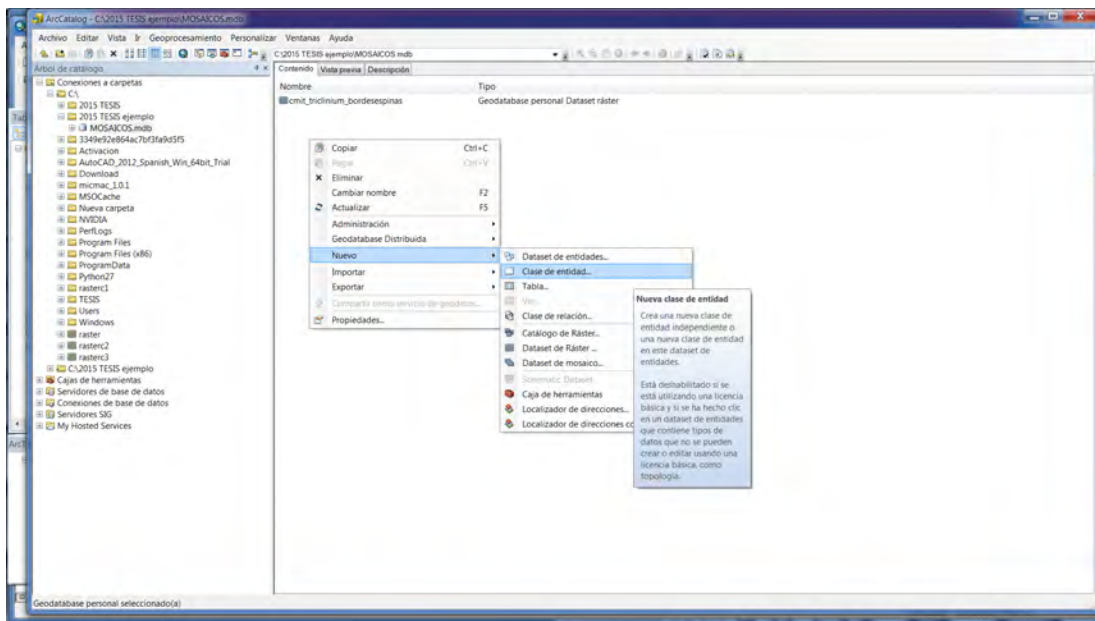 ArcCatalog - C:\2015 TESIS ejemplo\MOSAICOS.mdb
Archivo Editar Vista Ir Geoprocesamiento Personalizar Ventanas Ayuda
C:\2015 TESIS ejemplo\MOSAICOS.mdb
Árbol de catálogo
Conexiones a carpetas
C:\
2015 TESIS
2015 TESIS ejemplo
MOSAICOS.mdb
3349e92e864ac7bf3fa9d5f5
Activacion
AutoCAD_2012_Spanish_Win_64bit_Trial
Download
micmac_1.0.1
MSOCache
Nueva carpeta
NVIDIA
PerfLogs
Program Files
Program Files (x86)
ProgramData
Python27
rasterc1
TESIS
Users
Windows
raster
rasterc2
rasterc3
C:\2015 TESIS ejemplo
Cajas de herramientas
Servidores de base de datos
Conexiones de base de datos
Servidores SIG
My Hosted Services
Contenido Vista previa Descripción
Nombre Tipo
cmit_triclinium_bordesespinas Geodatabase personal Dataset ráster
Copiar Ctrl+C
Pegar Ctrl+V
Eliminar
Cambiar nombre F2
Actualizar F5
Administración
Geodatabase Distribuida
Nuevo
Importar
Exportar
Compartir como servicio de geodatos...
Propiedades...
Dataset de entidades...
Clase de entidad...
Tabla...
Ver...
Clase de relación...
Catálogo de Ráster...
Dataset de Ráster ...
Dataset de mosaico...
Schematic Dataset
Caja de herramientas
Localizador de direcciones...
Localizador de direcciones co
Nueva clase de entidad
Crea una nueva clase de
entidad independiente o
una nueva clase de entidad
en este dataset de
entidades.
Está deshabilitado si se
está utilizando una licencia
básica y si se ha hecho clic
en un dataset de entidades
que contiene tipos de
datos que no se pueden
crear o editar usando una
licencia básica, como
topología.
Geodatabase personal seleccionado(a)